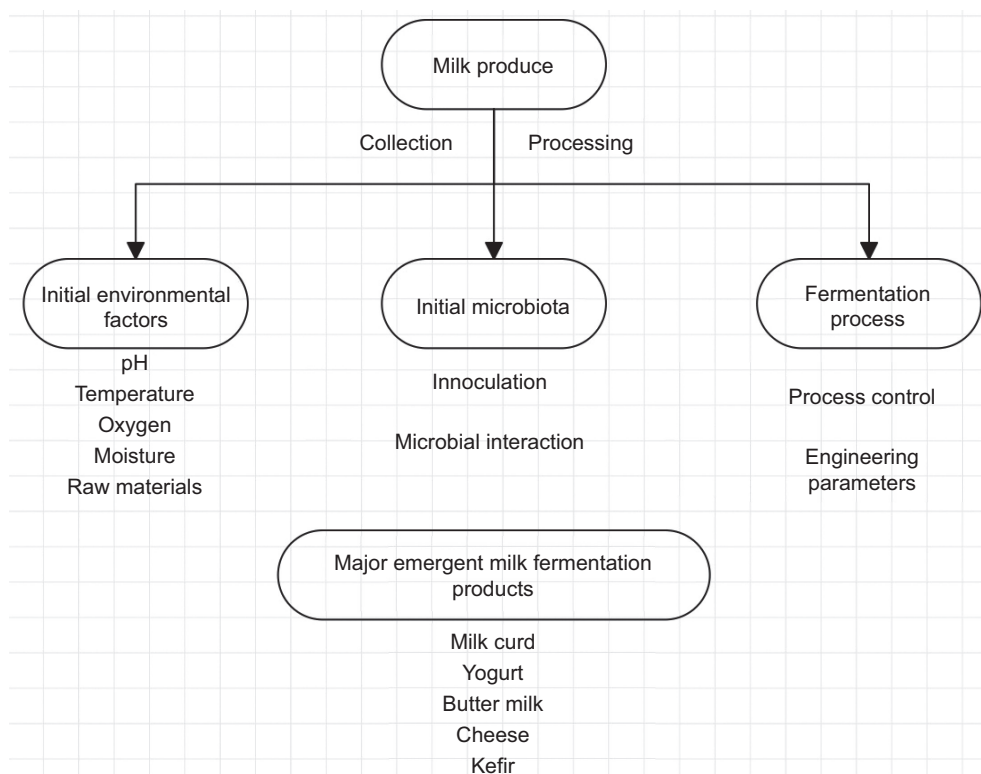 Milk produce
Collection
Processing
Initial environmental
factors
pH
Temperature
Oxygen
Moisture
Raw materials
Initial microbiota
Innoculation
Microbial interaction
Fermentation
process
Process control
Engineering
parameters
Major emergent milk fermentation
products
Milk curd
Yogurt
Butter milk
Cheese
Kefir